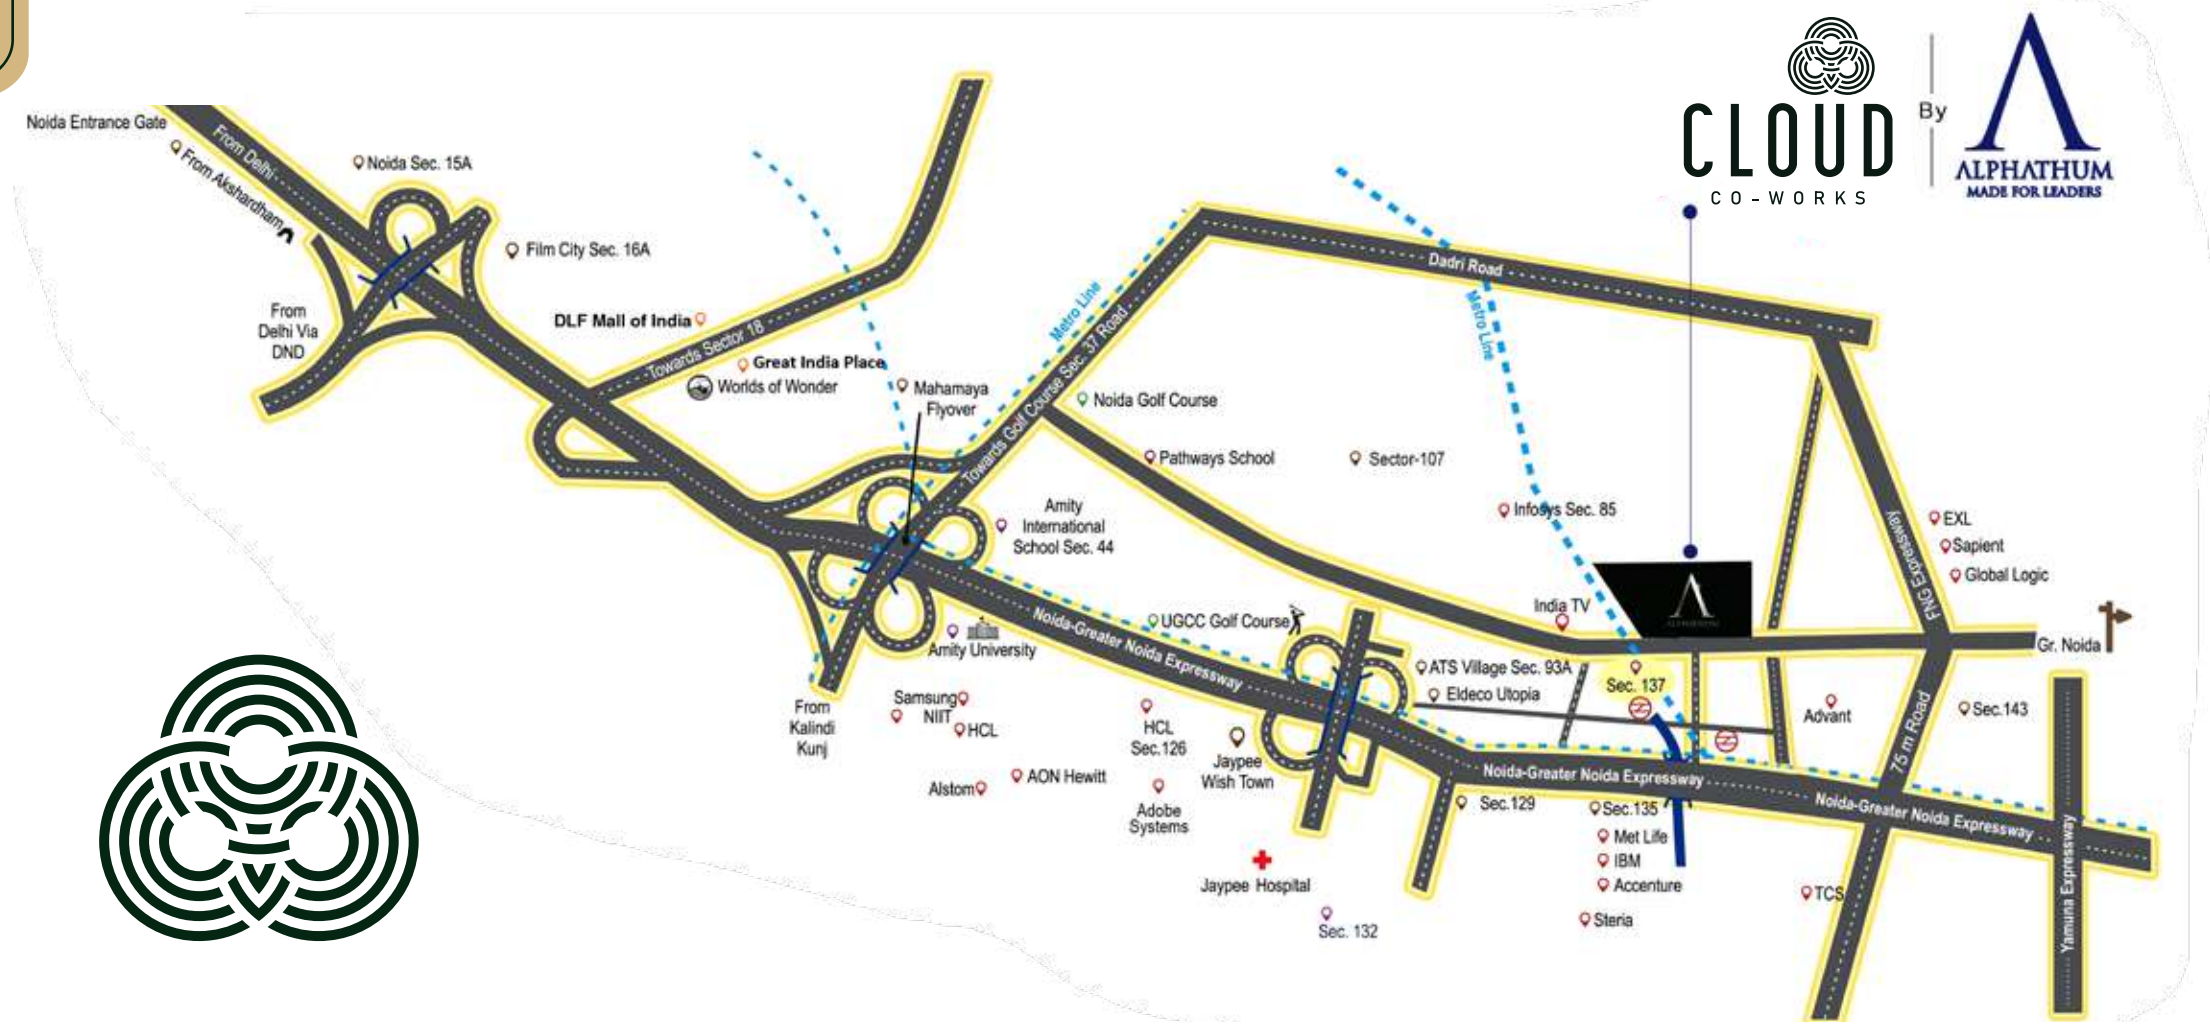 CLOUD
CO-WORKS
By
ALPHATHUM
MADE FOR LEADERS
Noida Entrance Gate
From Delhi
From Akshardham
Noida Sec. 15A
Film City Sec. 16A
From
Delhi Via
DND
DLF Mall of India
Towards Sector 18
Great India Place
Worlds of Wonder
Mahamaya
Flyover
Metro Line
Towards Golf Course Sec. 37 Road
Dadri Road
Metro Line
Noida Golf Course
Pathways School
Sector-107
Infosys Sec. 85
Amity
International
School Sec. 44
FNG Expressway
EXL
Sapient
Global Logic
Gr. Noida
India TV
ALPHATHUM
UGCC Golf Course
Noida-Greater Noida Expressway
Amity University
ATS Village Sec. 93A
Eldeco Utopia
Sec. 137
Advant
75 m Road
Sec.143
From
Kalindi
Kunj
Samsung
NIIT
HCL
HCL
Sec.126
Jaypee
Wish Town
Alstom
AON Hewitt
Adobe
Systems
Noida-Greater Noida Expressway
Noida-Greater Noida Expressway
Sec.129
Sec.135
Met Life
IBM
Accenture
Steria
TCS
Yamuna Expressway
Jaypee Hospital
Sec. 132